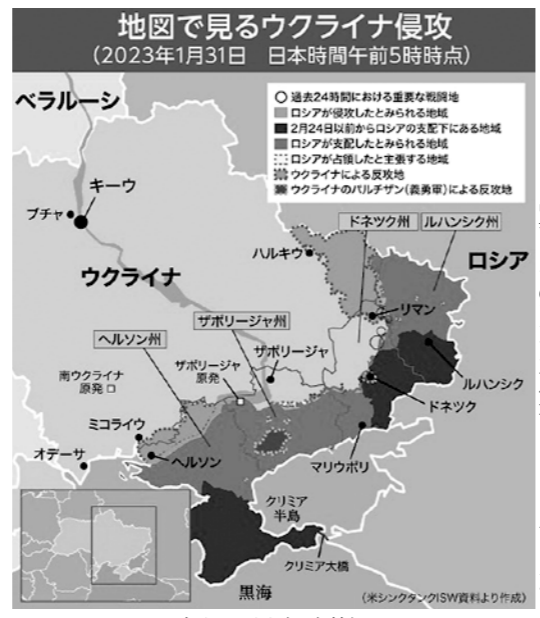 地図で見るウクライナ侵攻
(2023年1月31日　日本時間午前5時時点)
ベラルーシ
過去24時間における重要な戦闘地
ロシアが侵攻したとみられる地域
2月24日以前からロシアの支配下にある地域
ロシアが支配したとみられる地域
ロシアが占領したと主張する地域
ウクライナによる反攻地
ウクライナのパルチザン(義勇軍)による反攻地
キーウ
ブチャ
ドネツク州
ルハンシク州
ハルキウ
ロシア
ウクライナ
リマン
ザポリージャ州
ヘルソン州
ザポリージャ
原発
ザポリージャ
南ウクライナ
原発
ルハンシク
ドネツク
ミコライウ
オデーサ
ヘルソン
マリウポリ
クリミア
半島
クリミア大橋
黒海
(米シンクタンクISW資料より作成)